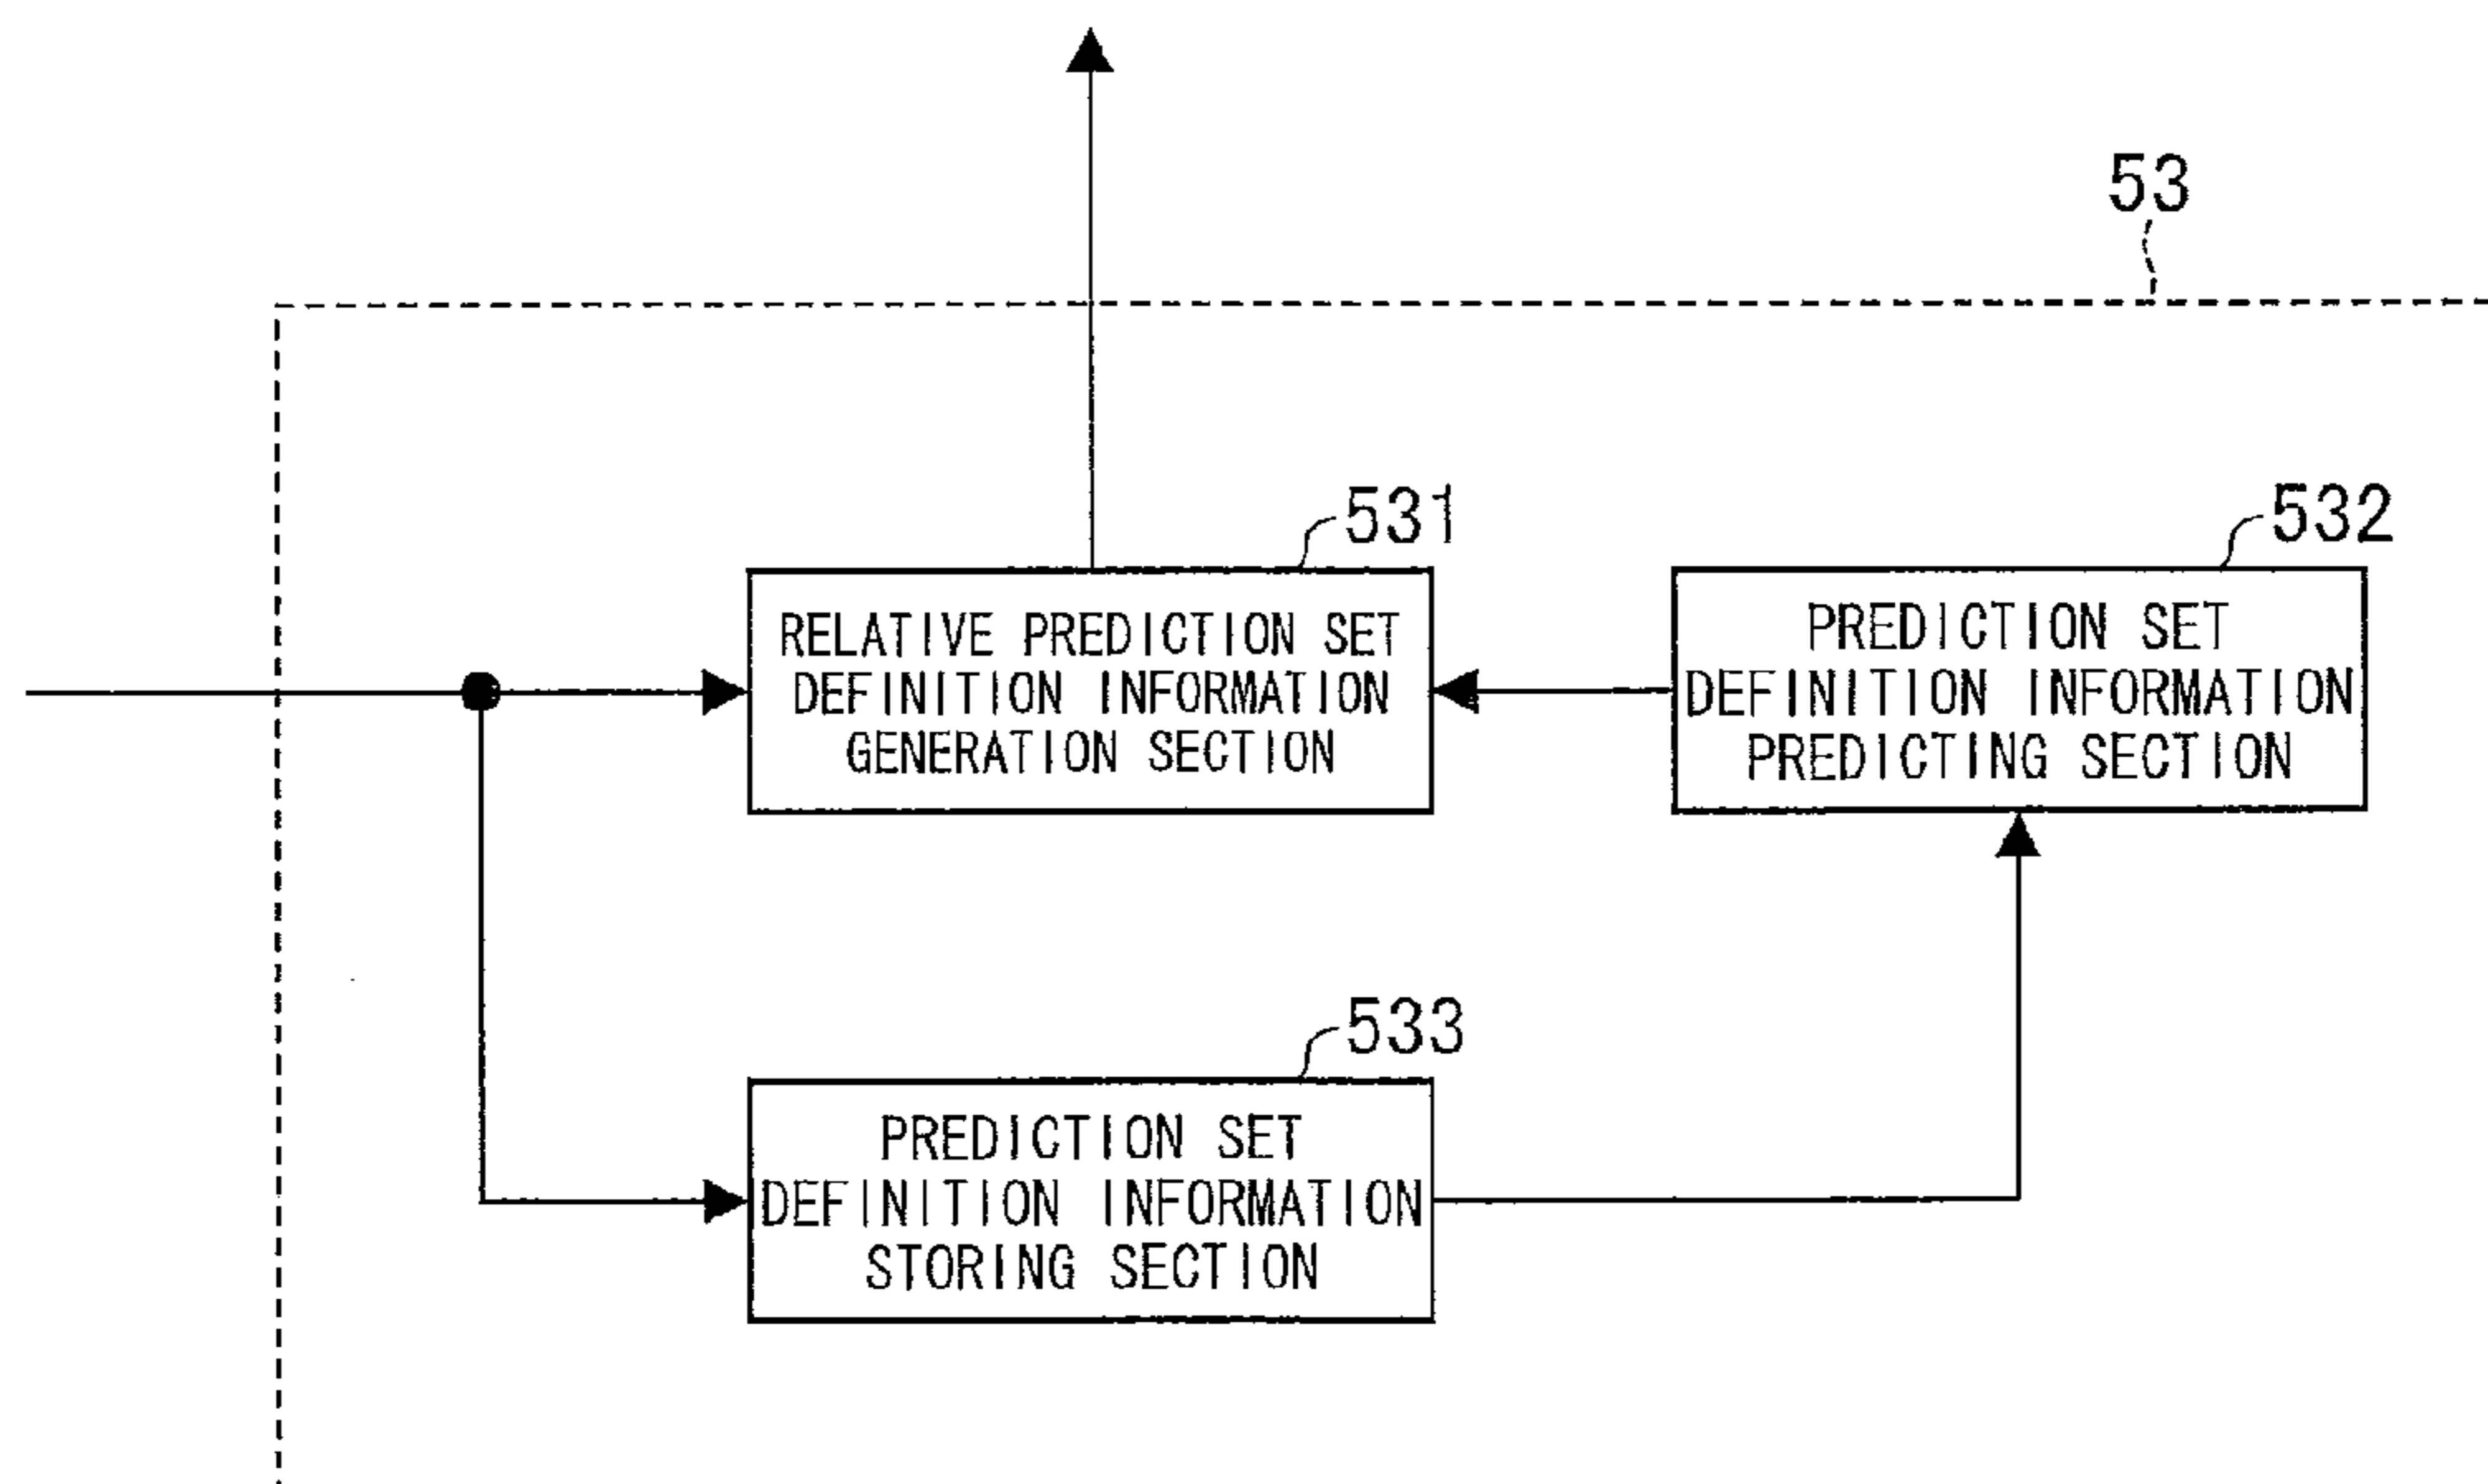 53
531
RELATIVE PREDICTION SET
DEFINITION INFORMATION
GENERATION SECTION
532
PREDICTION SET
DEFINITION INFORMATION
PREDICTING SECTION
533
PREDICTION SET
DEFINITION INFORMATION
STORING SECTION